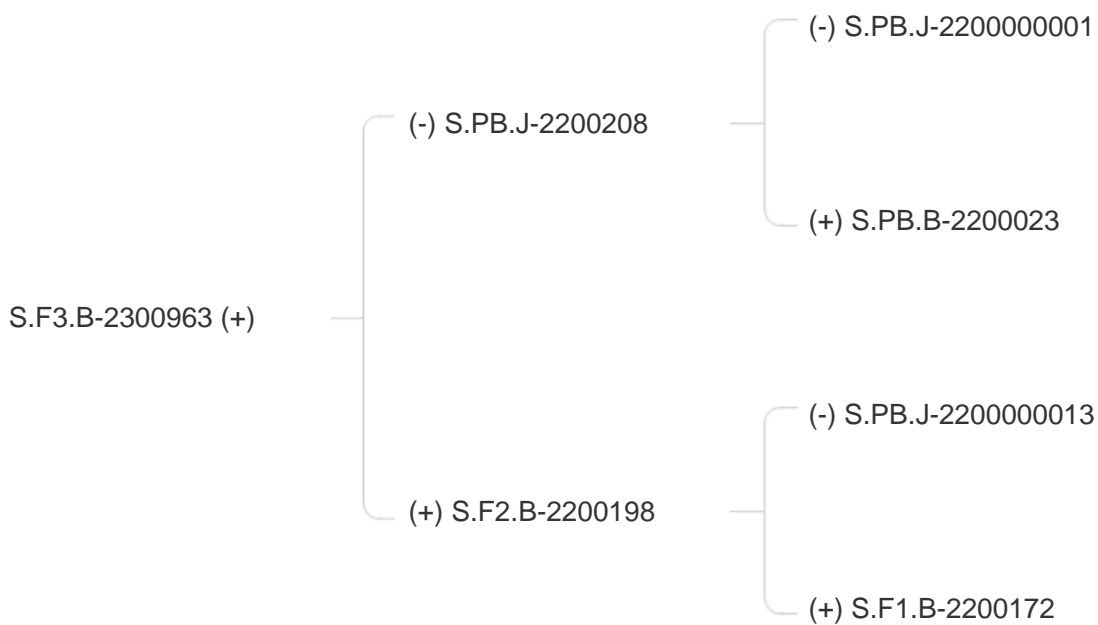 (-) S.PB.J-2200000001
(-) S.PB.J-2200208
(+) S.PB.B-2200023
S.F3.B-2300963 (+)
(-) S.PB.J-2200000013
(+) S.F2.B-2200198
(+) S.F1.B-2200172